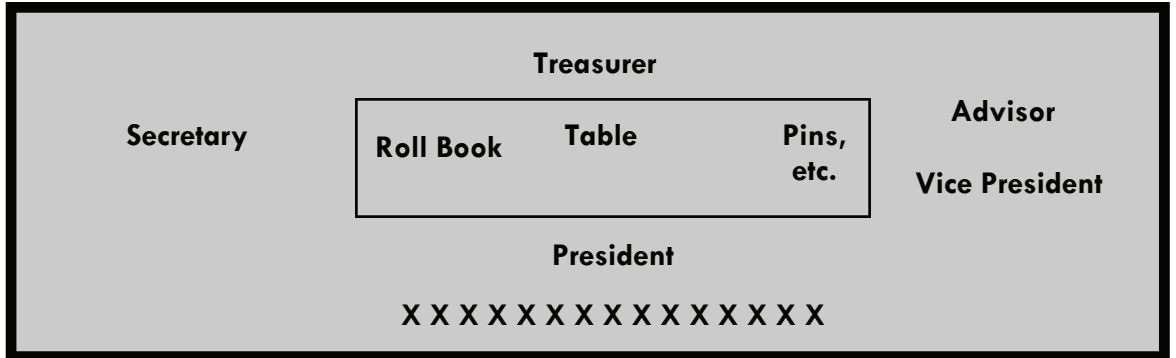 Treasurer
Advisor
Secretary
Roll Book
Table
Pins,
etc.
Vice President
President
X X X X X X X X X X X X X X X